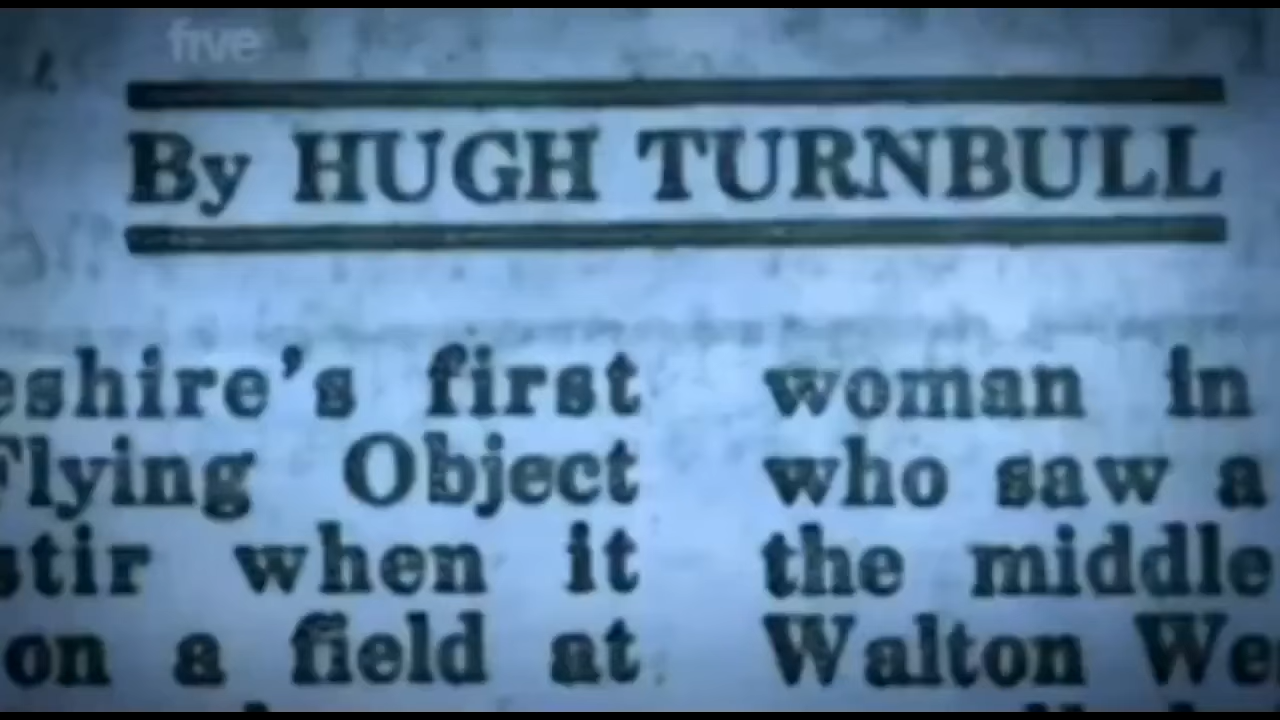 five
By HUGH TURNBULL
eshire's first
Flying Object
stir when it
on a field at
woman in
who saw a
the middle
Walton We